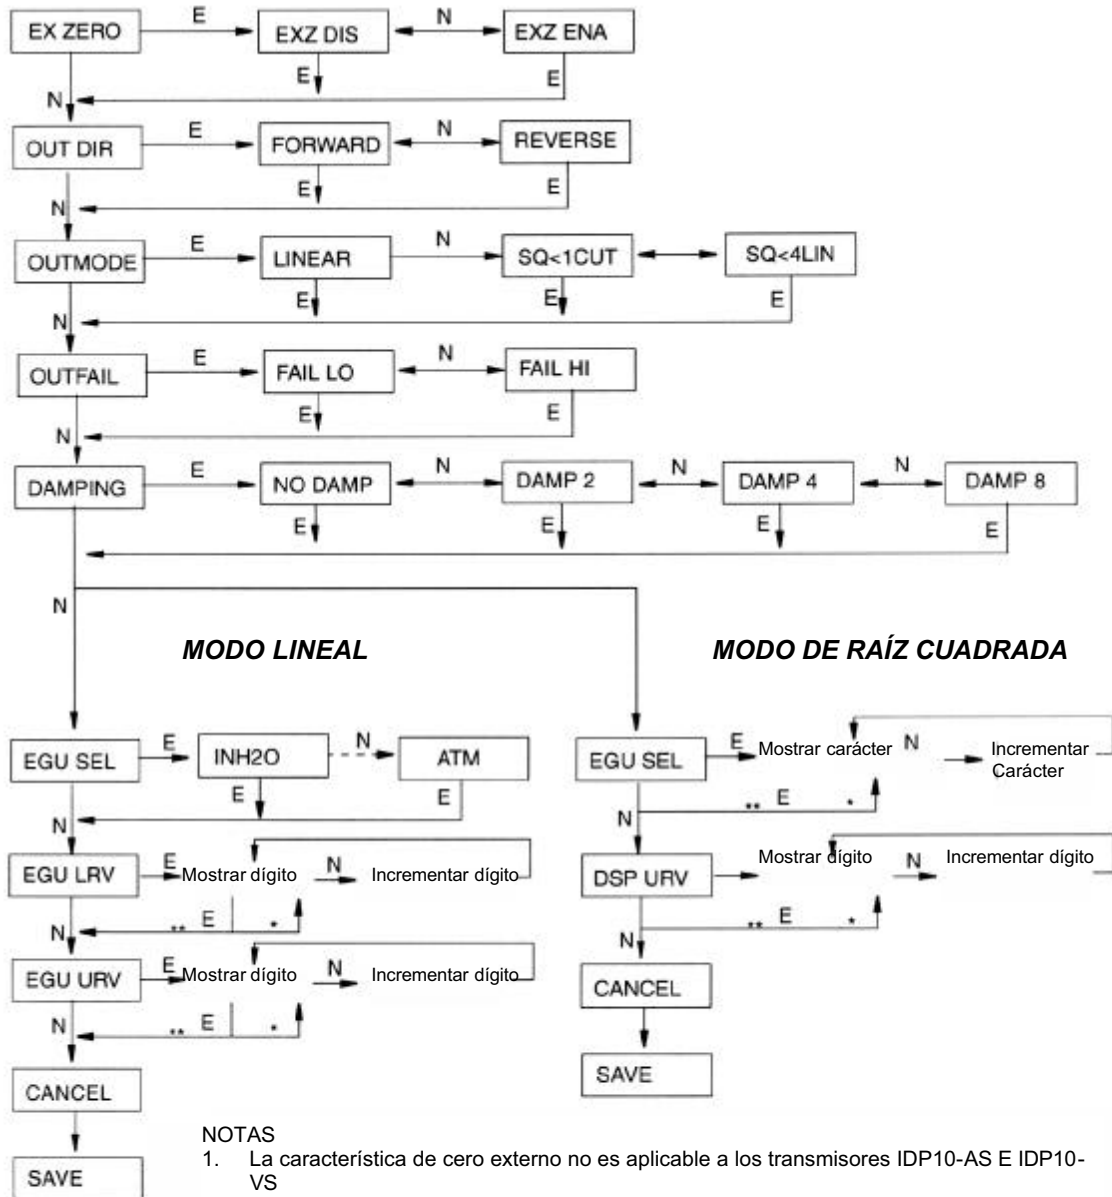 E
N
EX ZERO
EXZ DIS
EXZ ENA
E
E
N
E
N
OUT DIR
FORWARD
REVERSE
E
E
N
E
N
OUTMODE
LINEAR
SQ<1CUT
SQ<4LIN
E
E
E
N
E
N
OUTFAIL
FAIL LO
FAIL HI
E
E
N
E
N
N
N
DAMPING
NO DAMP
DAMP 2
DAMP 4
DAMP 8
E
E
E
E
N
MODO LINEAL
MODO DE RAÍZ CUADRADA
E
N
EGU SEL
INH2O
ATM
E
E
N
E
EGU SEL
Mostrar carácter
N
Incrementar
Carácter
** E *
N
EGU LRV
E
Mostrar dígito
N
Incrementar dígito
** E *
N
DSP URV
Mostrar dígito
N
Incrementar dígito
** E *
N
EGU URV
E
Mostrar dígito
N
Incrementar dígito
** E *
N
CANCEL
SAVE
CANCEL
SAVE
NOTAS
1. La característica de cero externo no es aplicable a los transmisores IDP10-AS E IDP10-
VS